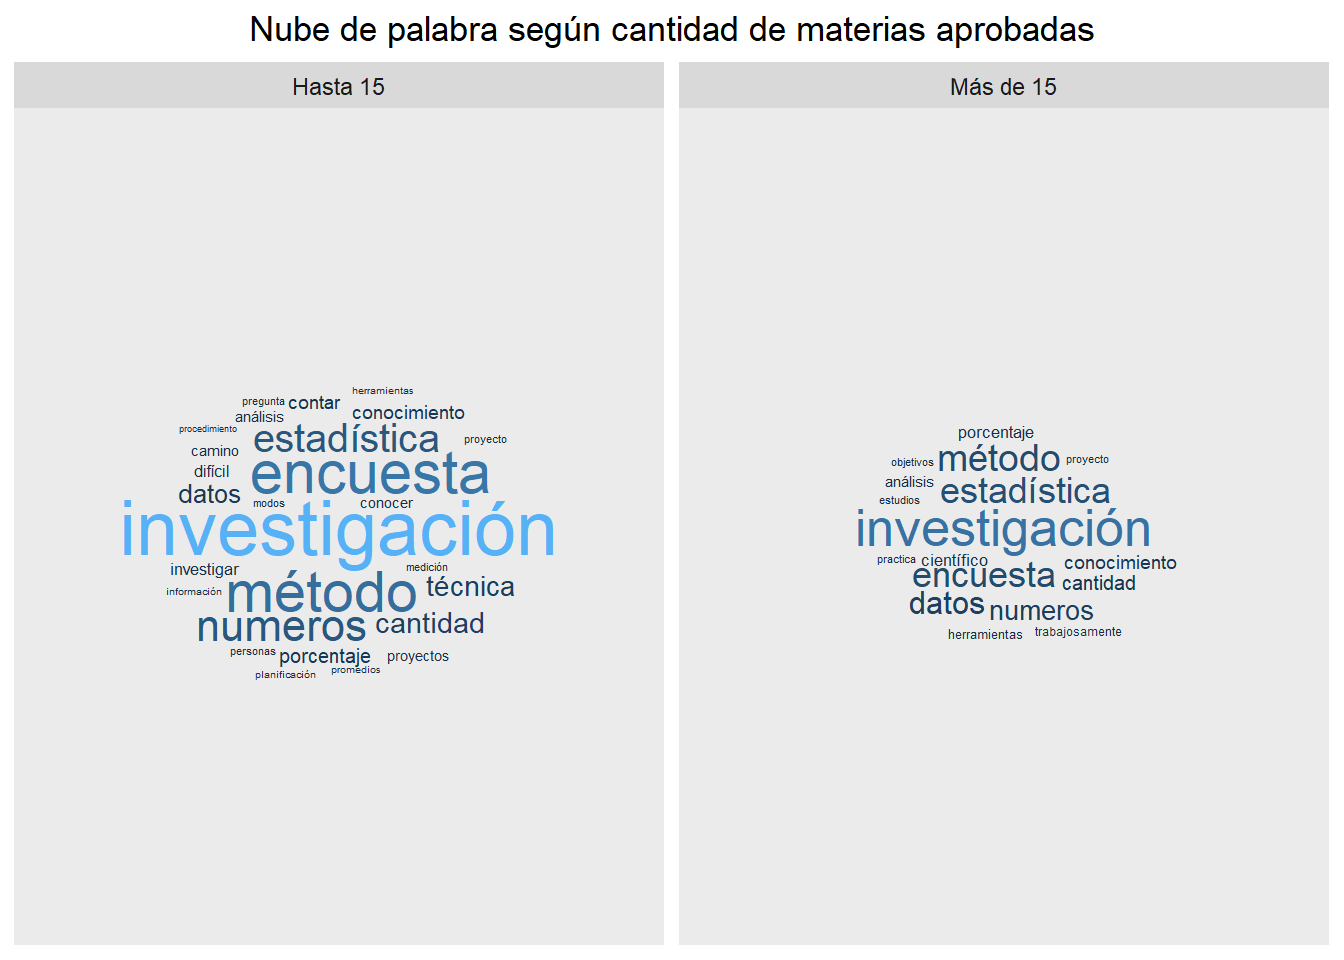 Nube de palabra según cantidad de materias aprobadas
Hasta 15
herramientas
pregunta contar
análisis conocimiento
procedimiento estadística proyecto
camino
difícil encuesta
datos
modos conocer
investigación
investigar medición
información método técnica
numeros cantidad
personas porcentaje proyectos
planificación promedios
Más de 15
porcentaje
objetivos método proyecto
análisis
estudios estadística
investigación
practica científico conocimiento
encuesta cantidad
datos numeros
herramientas trabajosamente